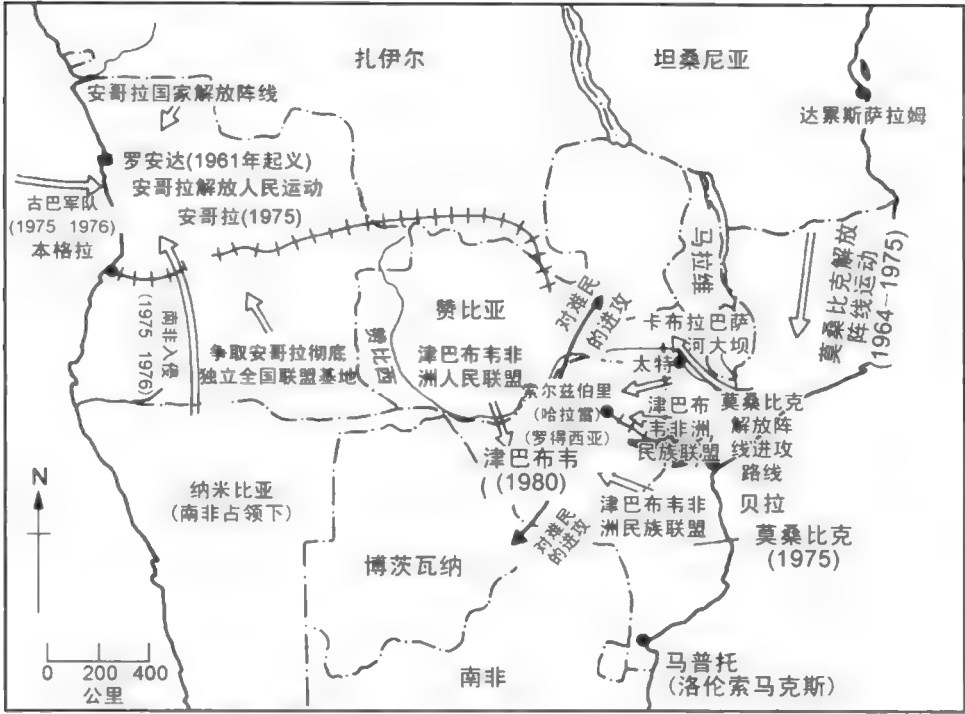 扎伊尔
坦桑尼亚
安哥拉国家解放阵线
达累斯萨拉姆
罗安达(1961年起义)
安哥拉解放人民运动
安哥拉(1975)
古巴军队
(1975 1976)
本格拉
南非入侵
(1975 1976)
争取安哥拉彻底
独立全国联盟基地
赞比西
赞比亚
津巴布韦非
洲人民联盟
对难民
的进攻
马拉维
卡布拉巴萨
河大坝
太特
莫桑比克解放
阵线运动
(1964-1975)
索尔兹伯里
(哈拉雷)
(罗得西亚)
津巴布
韦非洲
民族联盟
莫桑比克
解放阵
线进攻
路线
津巴布韦
((1980)
贝拉
津巴布韦非
洲民族联盟
莫桑比克
(1975)
对难民
的进攻
纳米比亚
(南非占领下)
博茨瓦纳
南非
马普托
(洛伦索马克斯)
N
0 200 400
公里